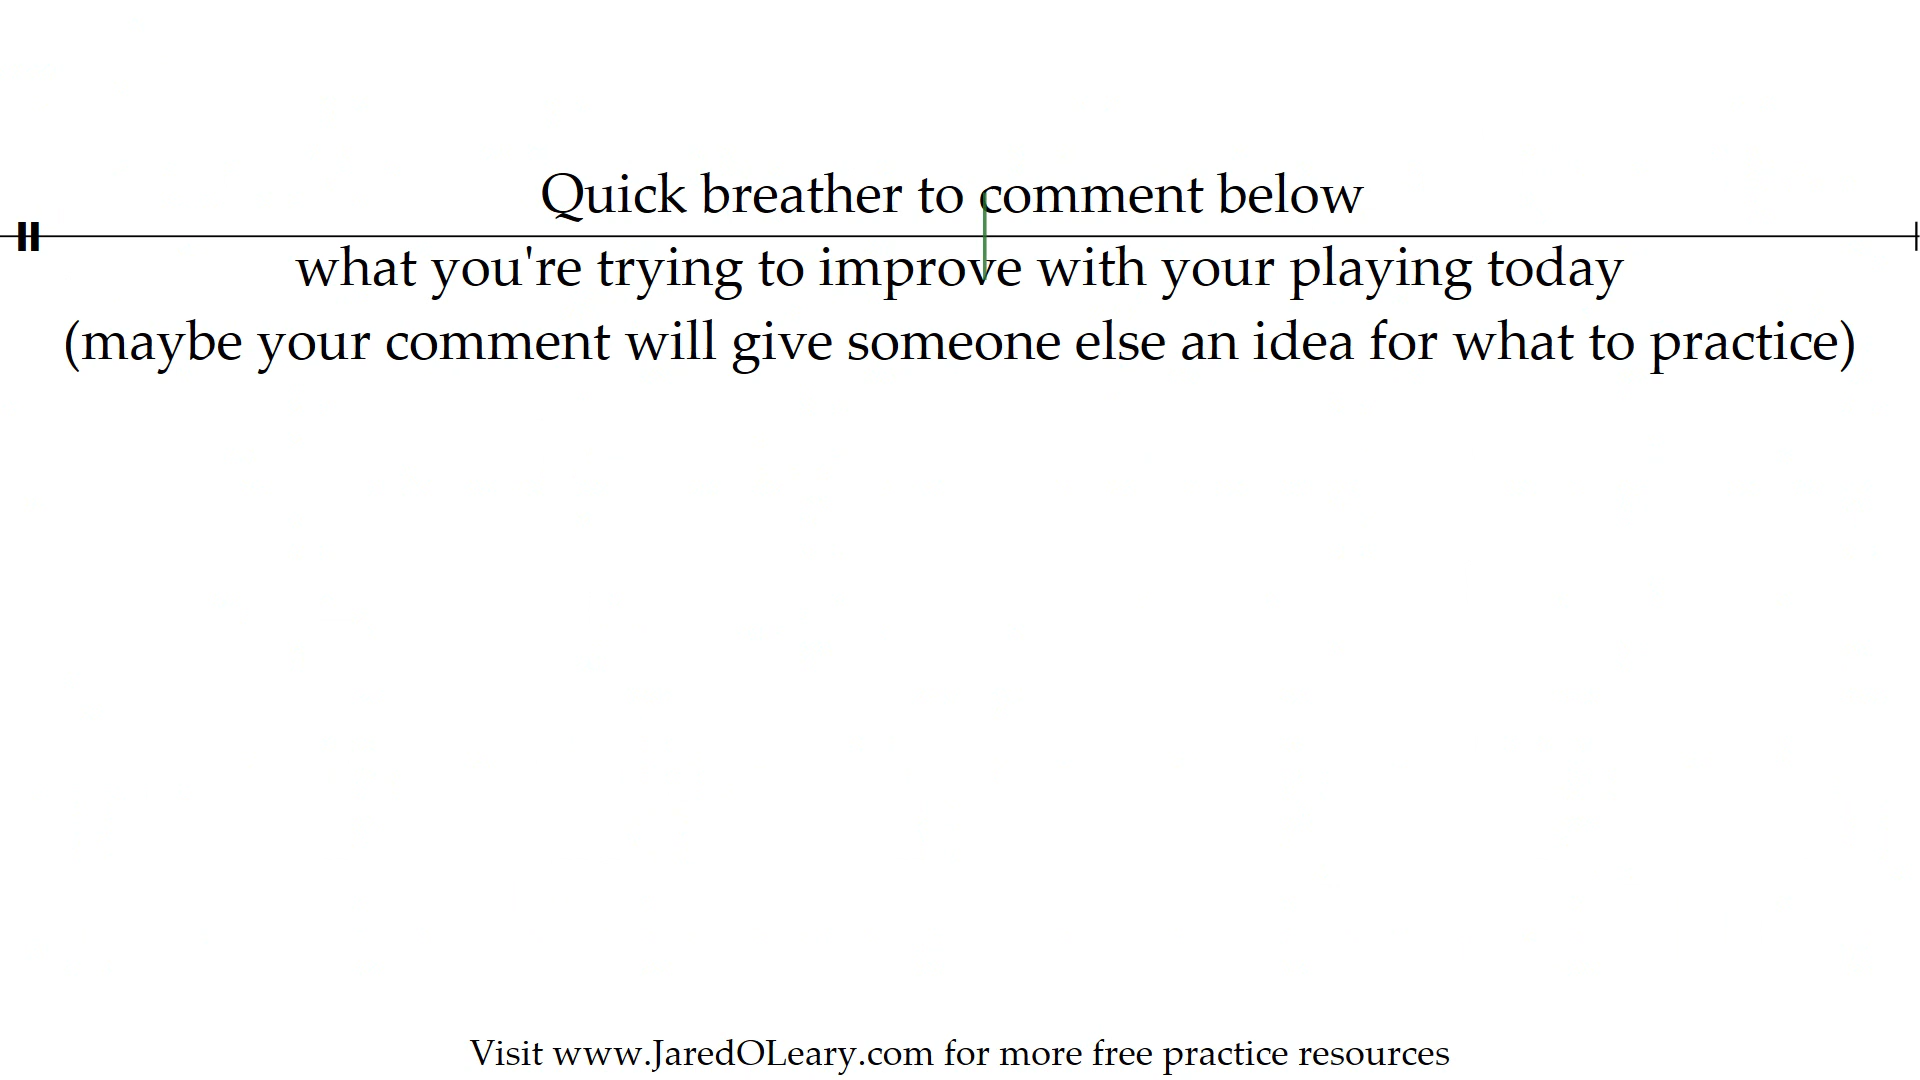 Quick breather to comment below
what you're trying to improve with your playing today
(maybe your comment will give someone else an idea for what to practice)
Visit www.JaredOLeary.com for more free practice resources